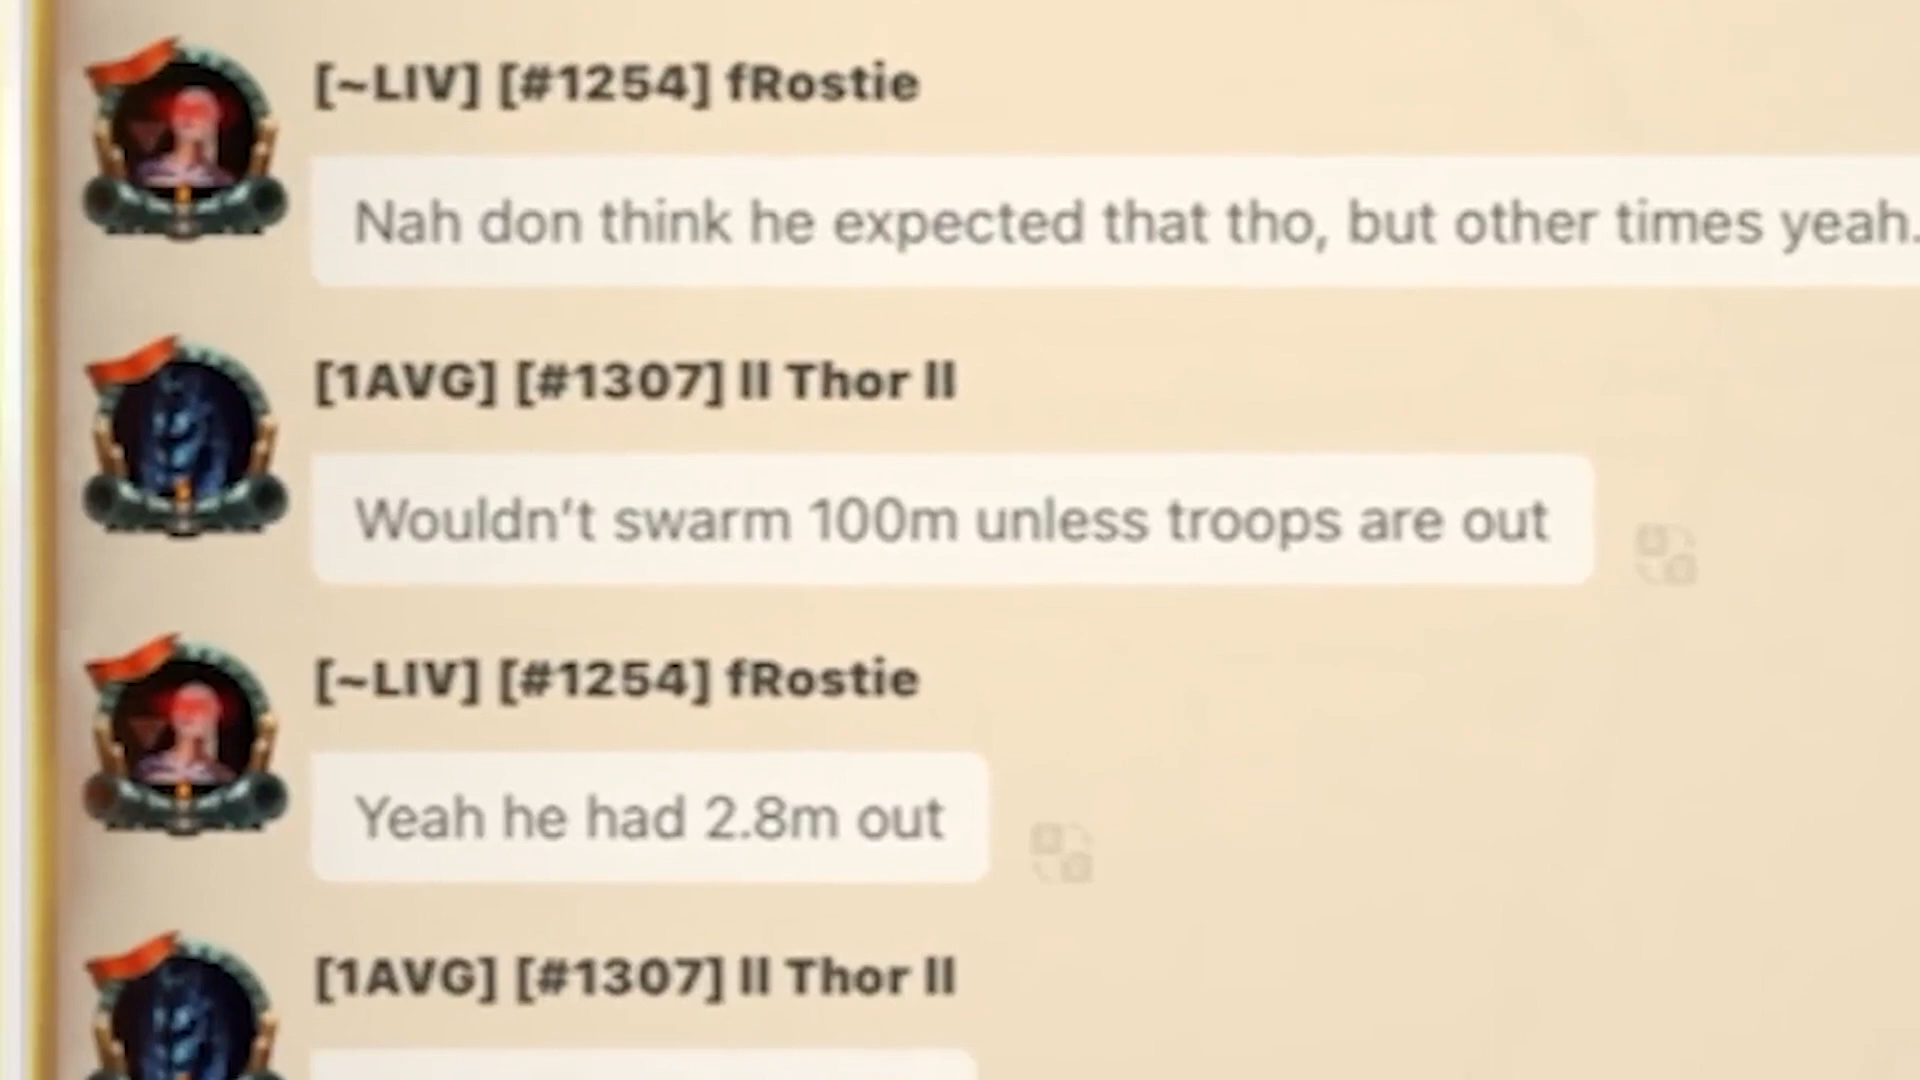 [~LIV] [#1254] fRostie
Nah don think he expected that tho, but other times yeah.
[1AVG] [#1307] ll Thor ll
Wouldn't swarm 100m unless troops are out
[~LIV] [#1254] fRostie
Yeah he had 2.8m out
[1AVG] [#1307] ll Thor ll